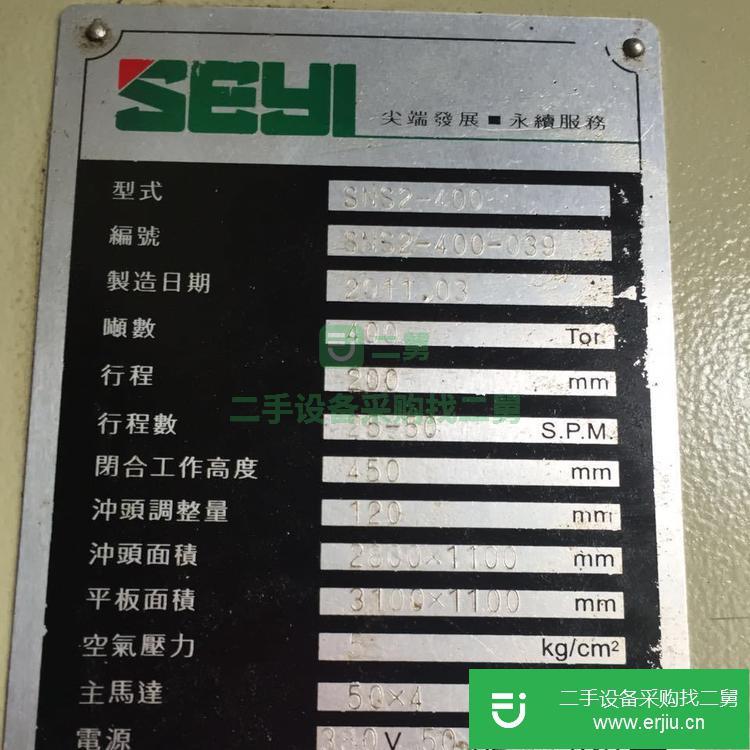 SEYI 尖端發展■永續服務
型式 SNS2-400
編號 SNS2-400-039
製造日期 2011.03
噸數 400 Tor.
二舅
行程 200 mm
二手设备采购找二舅
行程數 S.P.M.
閉合工作高度 450 mm
沖頭調整量 120 mm
沖頭面積 mm
平板面積 3100×1100 mm
空氣壓力 5 kg/cm²
主馬達 50×4
電源
二手设备采购找二舅
www.erjiu.cn